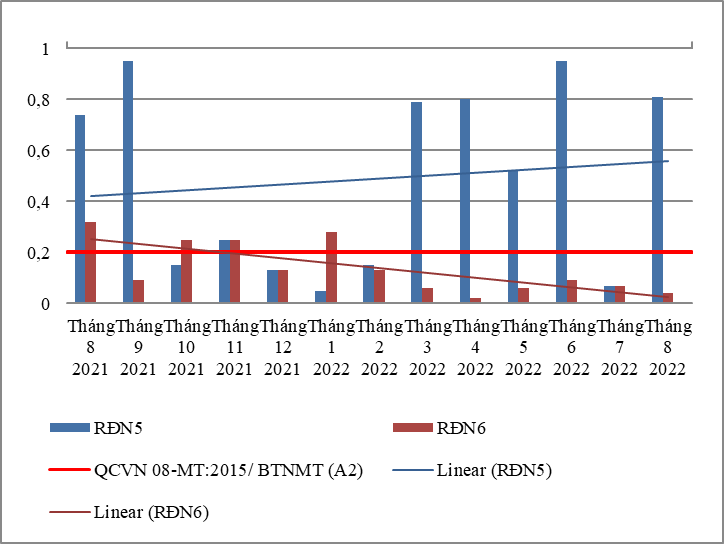 1
0,8
0,6
0,4
0,2
0
Tháng Tháng Tháng Tháng Tháng Tháng Tháng Tháng Tháng Tháng Tháng Tháng Tháng
8 9 10 11 12 1 2 3 4 5 6 7 8
2021 2021 2021 2021 2021 2022 2022 2022 2022 2022 2022 2022 2022
RĐN5 RĐN6
QCVN 08-MT:2015/ BTNMT (A2) Linear (RĐN5)
Linear (RĐN6)